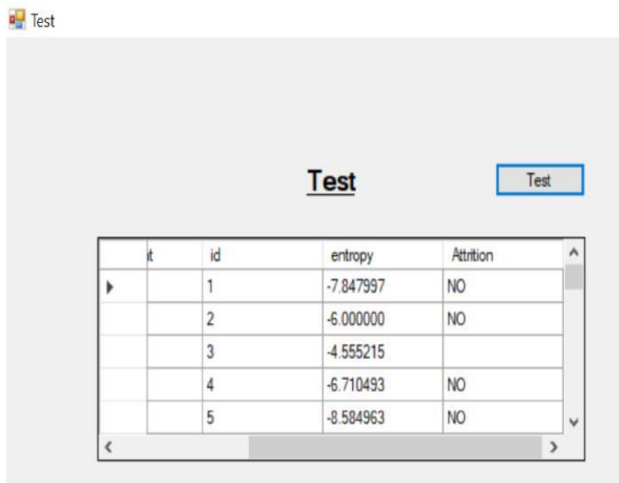 Test
Test Test
t id entropy Attrition
1 -7.847997 NO
2 -6.000000 NO
3 -4.555215
4 -6.710493 NO
5 -8.584963 NO